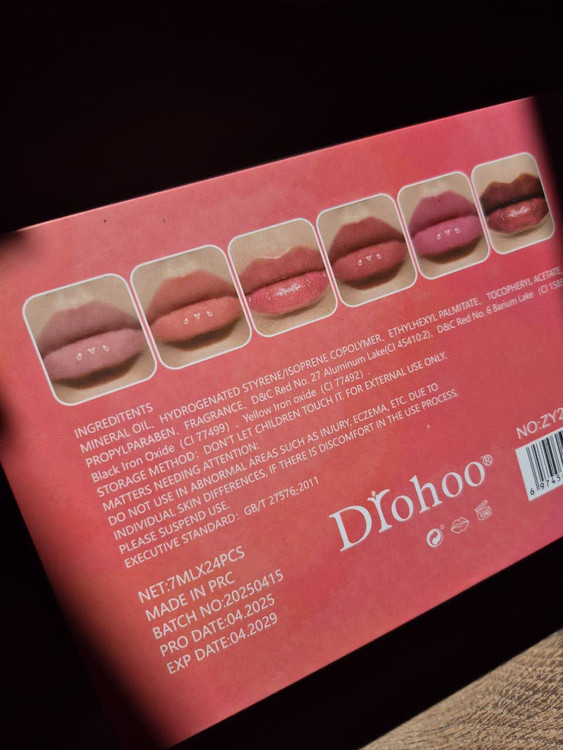 INGREDITENTS
MINERAL OIL、HYDROGENATED STYRENE/ISOPRENE COPOLYMER、ETHYLHEXYL PALMITATE、TOCOPHERYL ACETATE、
PROPYLPARABEN、FRAGRANCE、D&C Red No. 27 Aluminum Lake(CI 45410:2)、D&C Red No. 6 Barium Lake (CI
Black Iron Oxide (CI 77499) 、Yellow Iron oxide (CI 77492) .
STORAGE METHOD: DON'T LET CHILDREN TOUCH IT, FOR EXTERNAL USE ONLY.
MATTERS NEEDING ATTENTION:
DO NOT USE IN ABNORMAL AREAS SUCH AS INJURY, ECZEMA, ETC. DUE TO
INDIVIDUAL SKIN DIFFERENCES, IF THERE IS DISCOMFORT IN THE USE PROCESS,
PLEASE SUSPEND USE.
EXECUTIVE STANDARD: GB/T 27576-2011
Drohoo®
NET:7MLX24PCS
MADE IN PRC
BATCH NO:20250415
PRO DATE:04.2025
EXP DATE:04.2029